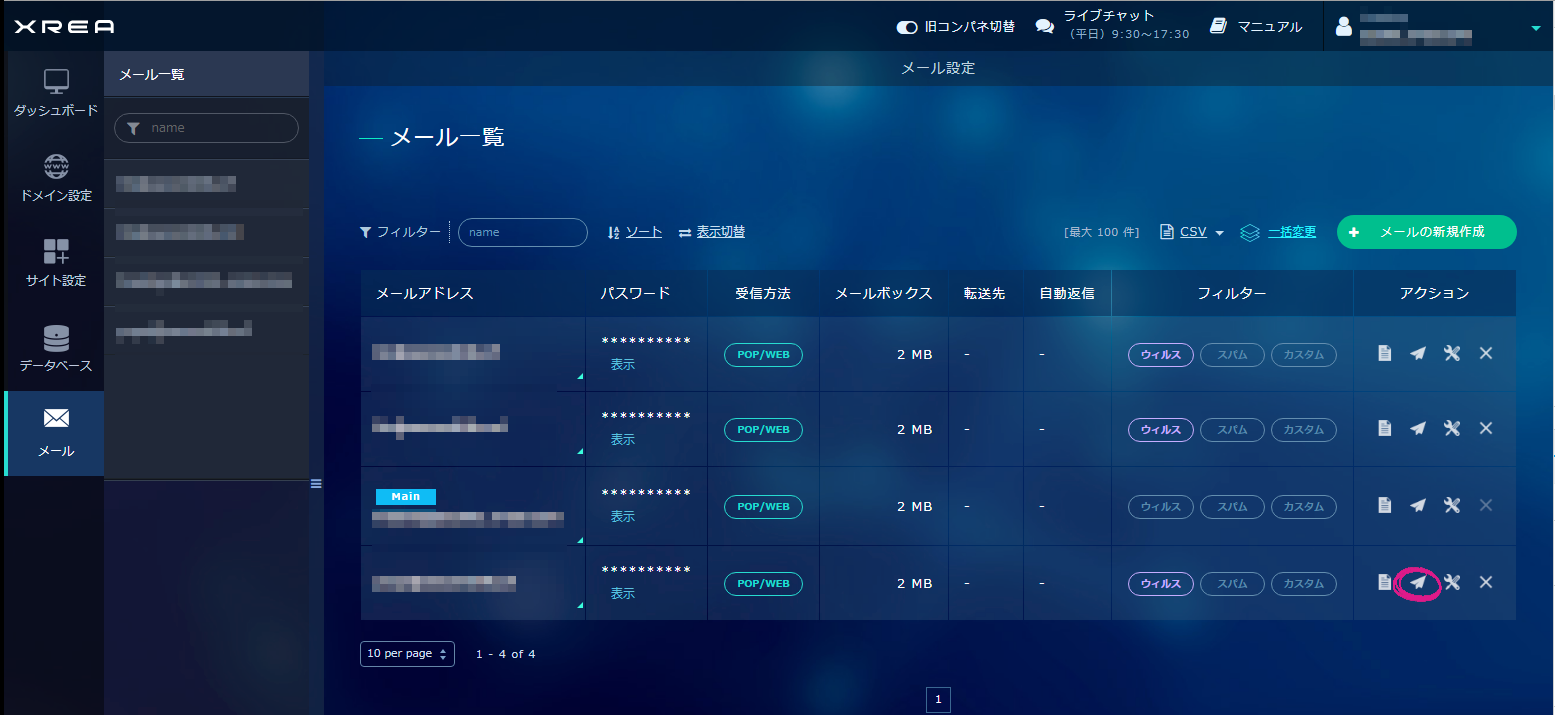 XREA
旧コンパネ切替
ライブチャット
（平日）9:30～17:30
マニュアル
メール設定
ダッシュボード
ドメイン設定
サイト設定
データベース
メール
メール一覧
name
メール一覧
フィルター name ソート 表示切替 [最大 100 件] CSV 一括変更 メールの新規作成
メールアドレス パスワード 受信方法 メールボックス 転送先 自動返信 フィルター アクション
********** POP/WEB 2 MB - - ウィルス スパム カスタム
表示
********** POP/WEB 2 MB - - ウィルス スパム カスタム
表示
Main ********** POP/WEB 2 MB - - ウィルス スパム カスタム
表示
********** POP/WEB 2 MB - - ウィルス スパム カスタム
表示
10 per page 1 - 4 of 4
1